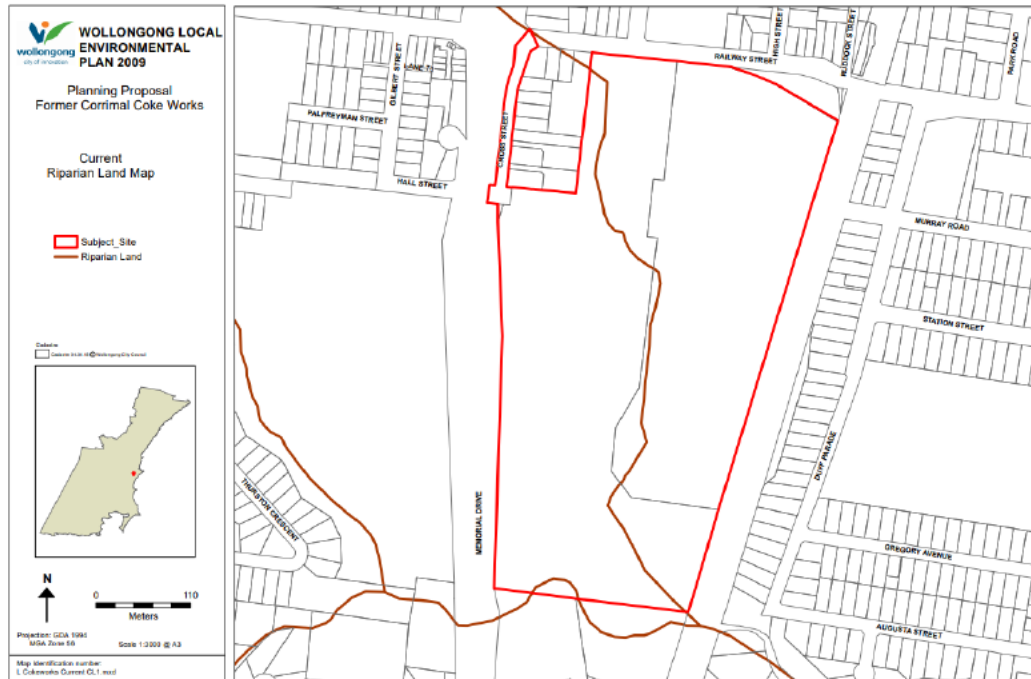 wollongong
city of innovation
WOLLONGONG LOCAL
ENVIRONMENTAL
PLAN 2009
Planning Proposal
Former Corrimal Coke Works
Current
Riparian Land Map
Subject_Site
Riparian Land
Cadastre
N
0 110
Meters
Projection: GDA 1994
MGA Zone 56
Scale 1:3000 @ A3
Map identification number:
GILBERT STREET
PALFREYMAN STREET
HALL STREET
CROSS STREET
RAILWAY STREET
HIGH STREET
RUDDOCK STREET
PARK ROAD
MURRAY ROAD
STATION STREET
DUFF PARADE
GREGORY AVENUE
AUGUSTA STREET
MEMORIAL DRIVE
THURSTON CRESCENT